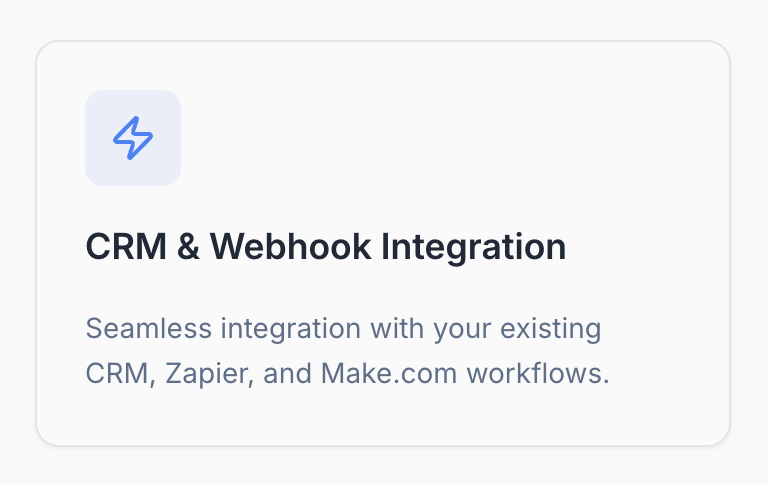 CRM & Webhook Integration
Seamless integration with your existing
CRM, Zapier, and Make.com workflows.